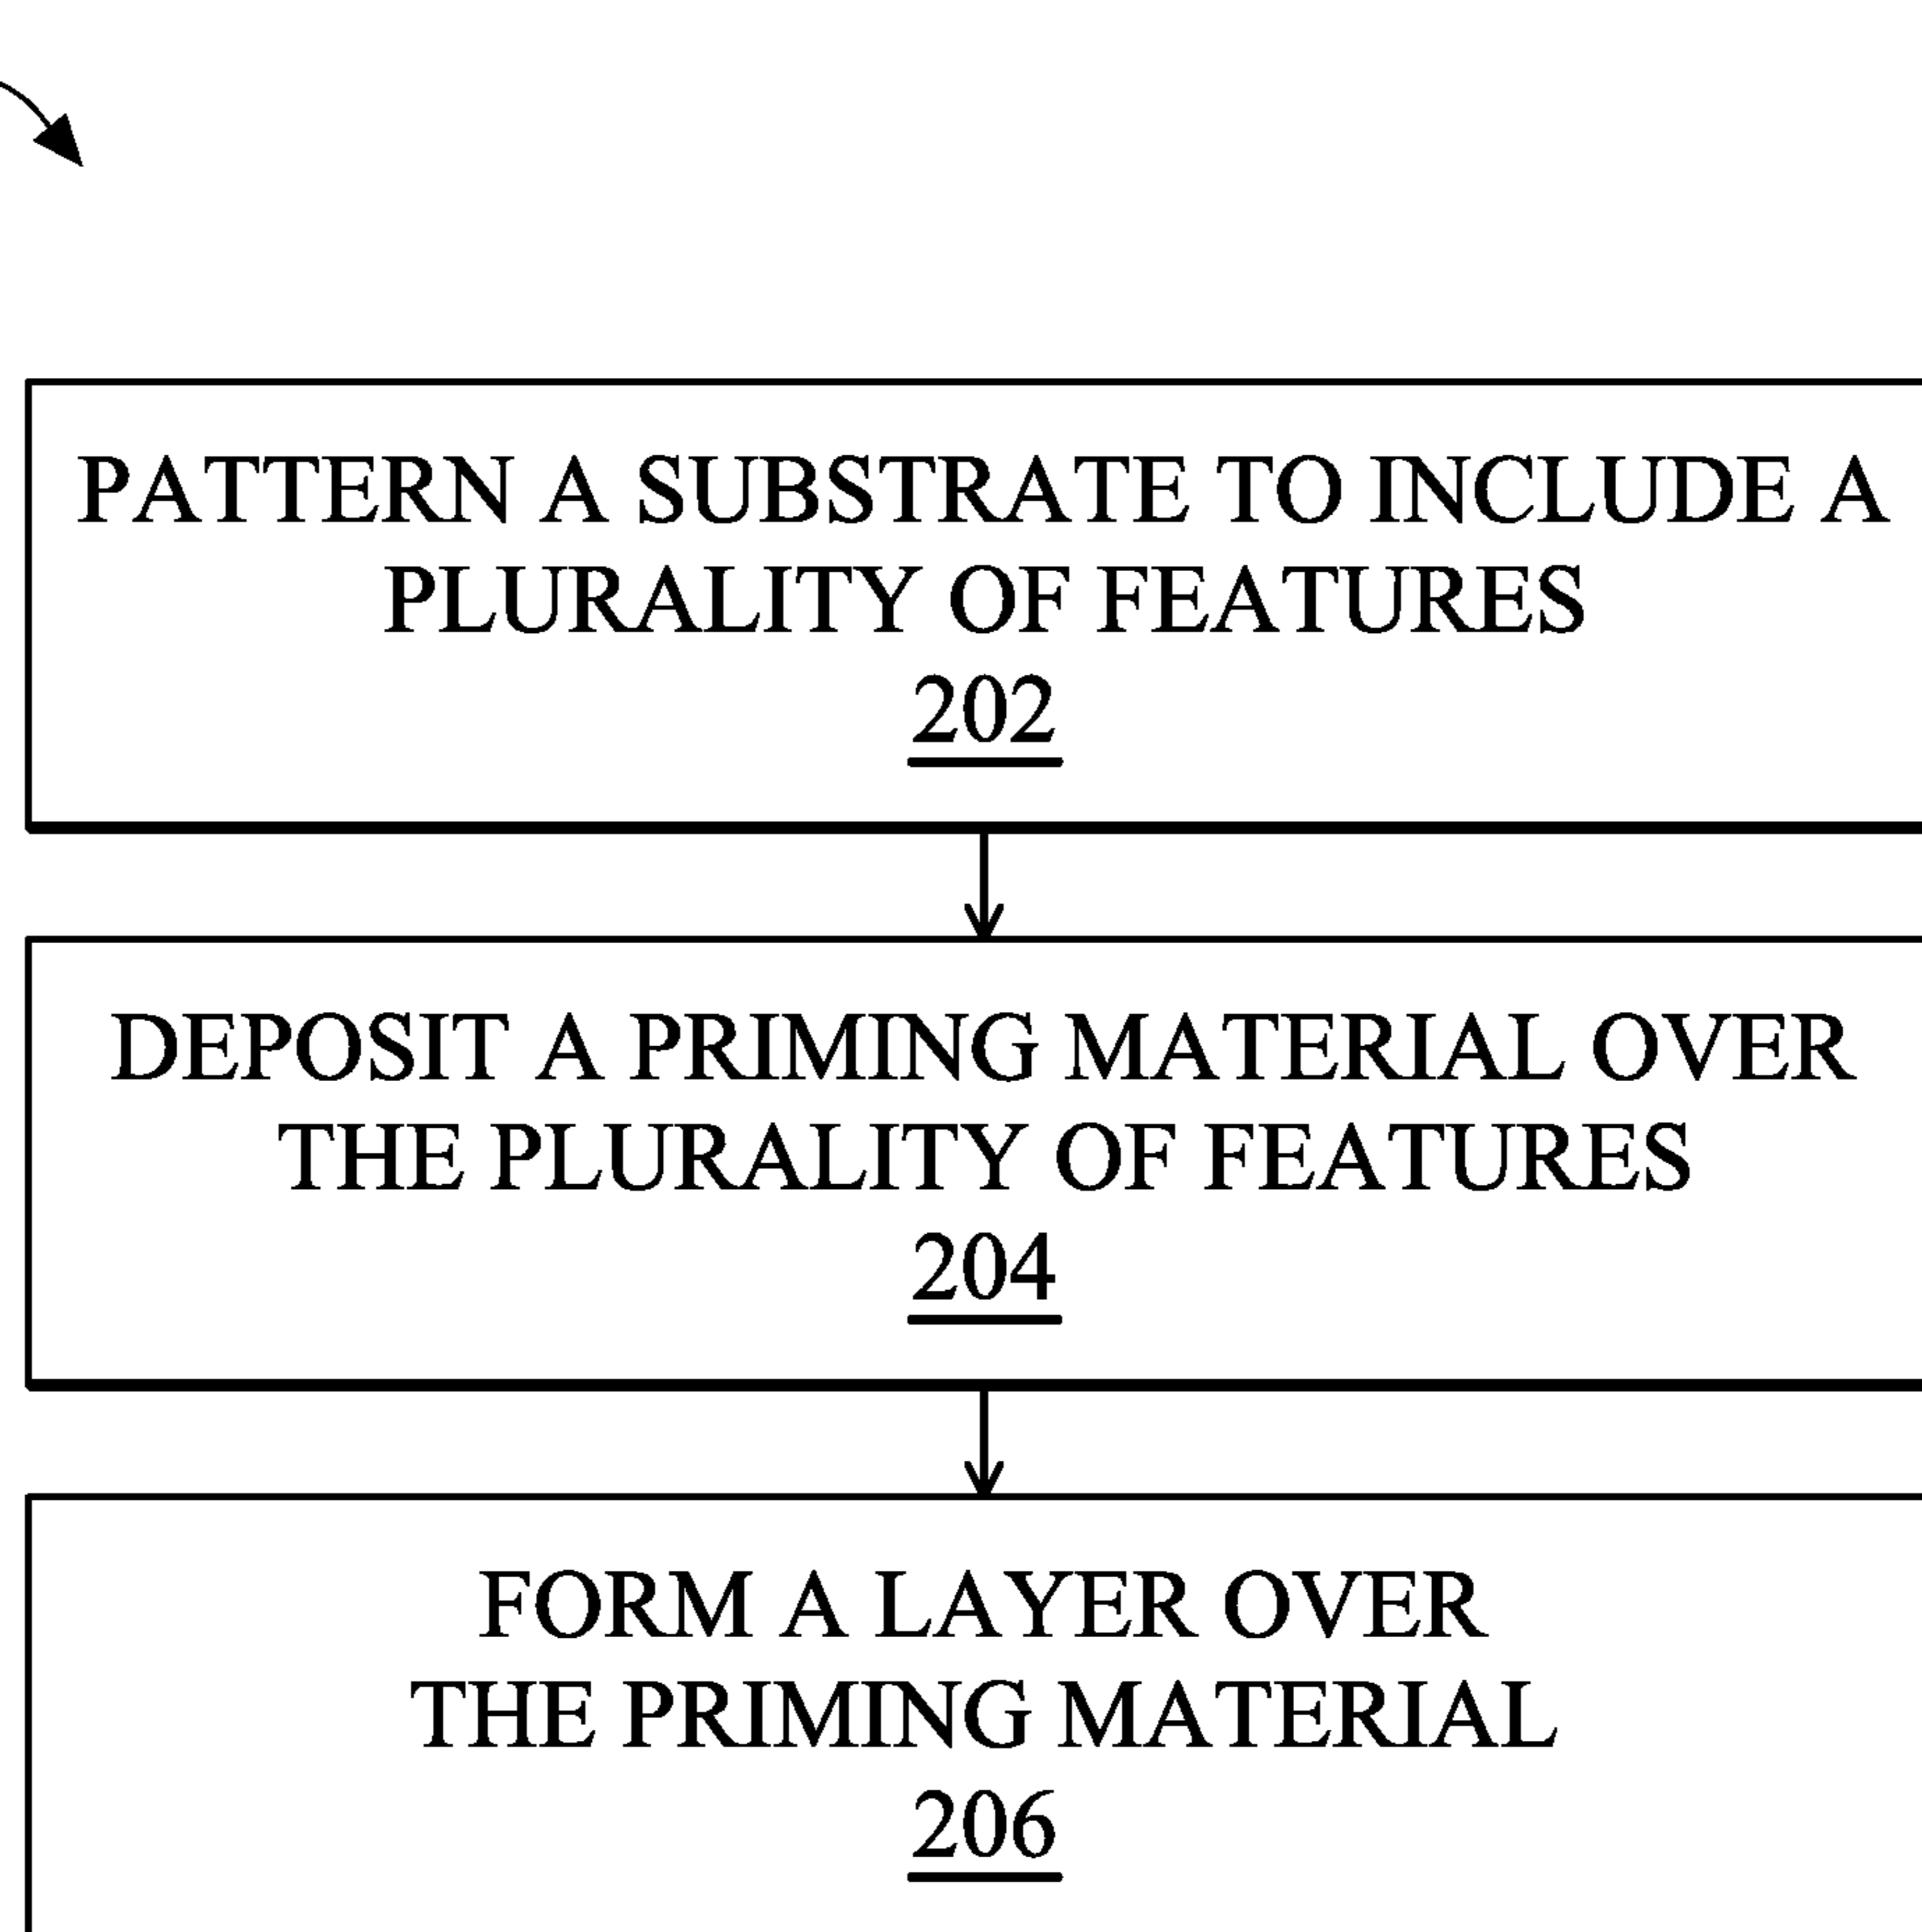 PATTERN A SUBSTRATE TO INCLUDE A
PLURALITY OF FEATURES
202
DEPOSIT A PRIMING MATERIAL OVER
THE PLURALITY OF FEATURES
204
FORM A LAYER OVER
THE PRIMING MATERIAL
206